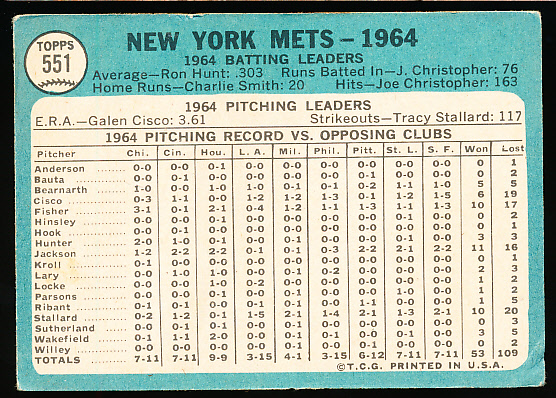 TOPPS
551
NEW YORK METS – 1964
1964 BATTING LEADERS
Average—Ron Hunt: .303 Runs Batted In—J. Christopher: 76
Home Runs—Charlie Smith: 20 Hits—Joe Christopher: 163
1964 PITCHING LEADERS
E.R.A.—Galen Cisco: 3.61 Strikeouts—Tracy Stallard: 117
1964 PITCHING RECORD VS. OPPOSING CLUBS
Pitcher Chi. Cin. Hou. L. A. Mil. Phil. Pitt. St. L. S. F. Won Lost
Anderson 0-0 0-0 0-1 0-0 0-0 0-0 0-0 0-0 0-0 0 1
Bauta 0-0 0-1 0-0 0-0 0-0 0-0 0-1 0-0 0-0 0 2
Bearnarth 1-0 0-0 1-0 1-0 0-1 0-1 0-2 1-1 1-0 5 5
Cisco 0-3 1-1 0-0 1-2 1-2 1-3 0-1 1-2 1-5 6 19
Fisher 3-1 0-1 2-1 0-4 1-2 1-1 1-3 1-1 1-3 10 17
Hinsley 0-0 0-0 0-1 0-0 0-0 0-0 0-0 0-0 0-1 0 2
Hook 0-0 0-1 0-0 0-0 0-0 0-0 0-0 0-0 0-0 0 1
Hunter 2-0 1-0 0-1 0-0 0-1 0-0 0-0 0-0 0-1 3 3
Jackson 1-2 2-2 2-2 0-1 0-1 0-3 2-2 2-1 2-2 11 16
Kroll 0-1 0-0 0-0 0-0 0-0 0-0 0-0 0-0 0-0 0 1
Lary 0-0 1-0 1-0 0-0 0-1 0-2 0-0 0-0 0-0 2 3
Locke 0-2 0-0 1-0 0-0 0-0 0-0 0-0 0-0 0-0 1 2
Parsons 0-0 0-0 0-0 0-1 0-0 0-0 0-0 1-0 0-1 1 2
Ribant 0-1 0-1 0-1 0-1 0-0 0-0 1-1 0-0 0-0 1 5
Stallard 0-2 1-2 0-1 1-5 2-1 1-4 2-1 1-3 2-1 10 20
Sutherland 0-0 0-0 0-1 0-0 0-0 0-0 0-1 0-1 0-0 0 3
Wakefield 0-1 1-1 2-0 0-0 0-0 0-1 0-0 0-1 0-1 3 5
Willey 0-0 0-0 0-0 0-1 0-0 0-0 0-0 0-1 0-0 0 2
TOTALS 7-11 7-11 9-9 3-15 4-1 3-15 6-12 7-11 7-11 53 109
©T.C.G. PRINTED IN U.S.A.